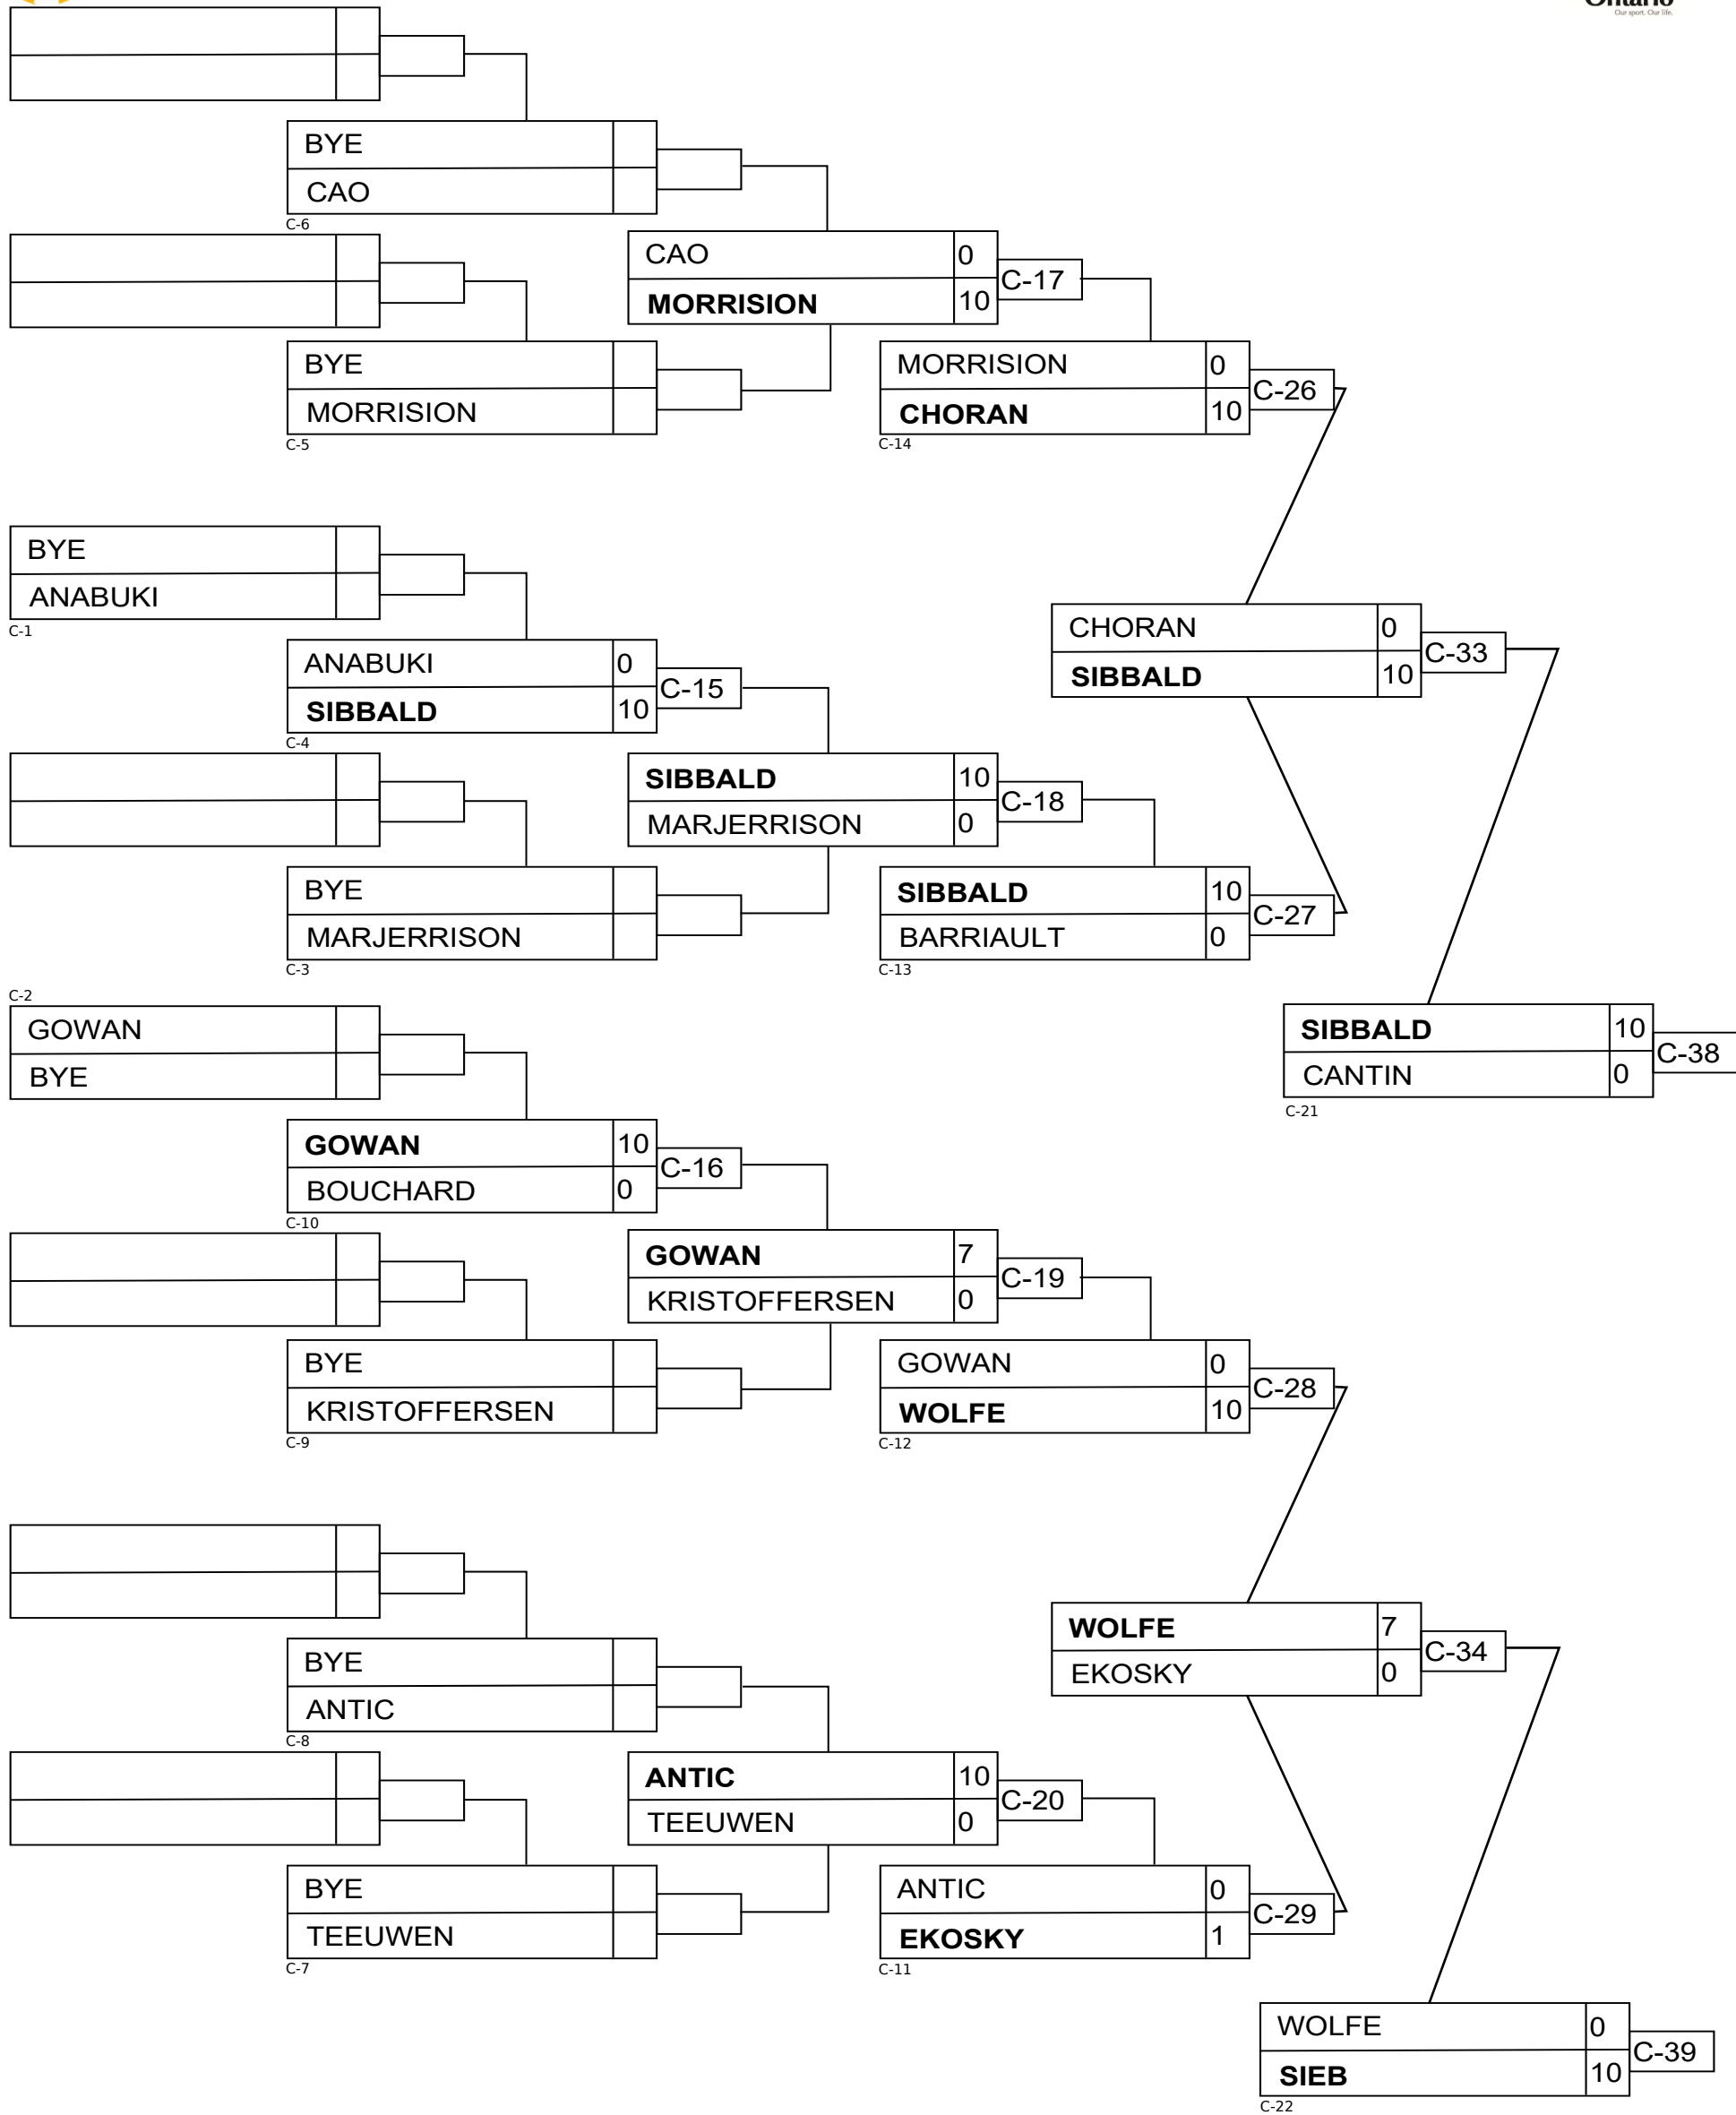 Ontario
Our sport. Our life.
BYE
CAO
C-6
CAO 0
MORRISION 10
C-17
BYE
MORRISION
C-5
MORRISION 0
CHORAN 10
C-26
C-14
BYE
ANABUKI
C-1
CHORAN 0
SIBBALD 10
C-33
ANABUKI 0
SIBBALD 10
C-15
C-4
SIBBALD 10
MARJERRISON 0
C-18
BYE
MARJERRISON
C-3
SIBBALD 10
BARRIAULT 0
C-27
C-13
C-2
GOWAN
BYE
SIBBALD 10
CANTIN 0
C-38
C-21
GOWAN 10
BOUCHARD 0
C-16
C-10
GOWAN 7
KRISTOFFERSEN 0
C-19
BYE
KRISTOFFERSEN
C-9
GOWAN 0
WOLFE 10
C-28
C-12
WOLFE 7
EKOSKY 0
C-34
BYE
ANTIC
C-8
ANTIC 10
TEEUWEN 0
C-20
BYE
TEEUWEN
C-7
ANTIC 0
EKOSKY 1
C-29
C-11
WOLFE 0
SIEB 10
C-39
C-22